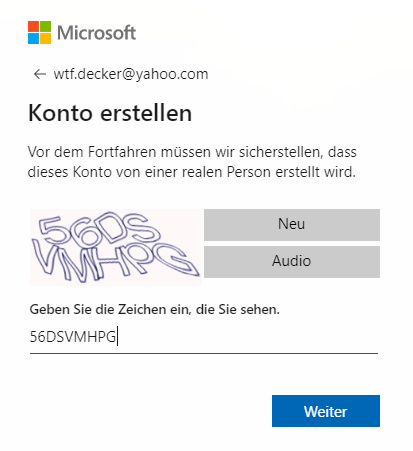 Microsoft
← wtf.decker@yahoo.com
Konto erstellen
Vor dem Fortfahren müssen wir sicherstellen, dass
dieses Konto von einer realen Person erstellt wird.
Neu
Audio
Geben Sie die Zeichen ein, die Sie sehen.
56DSVMHPG
Weiter